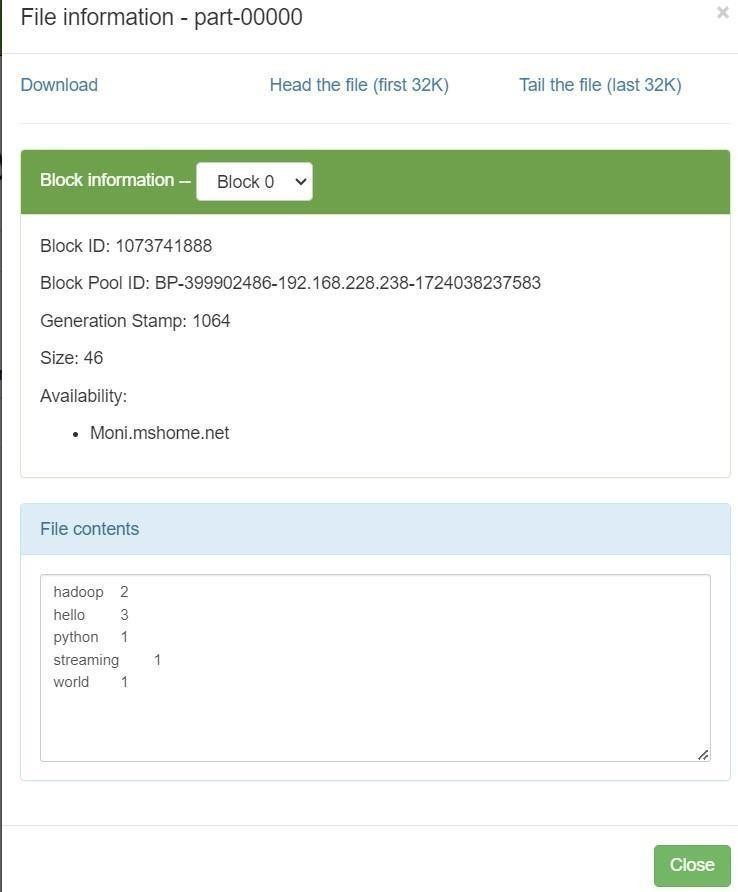 File information - part-00000
×
Download Head the file (first 32K) Tail the file (last 32K)
Block information -- Block 0
Block ID: 1073741888
Block Pool ID: BP-399902486-192.168.228.238-1724038237583
Generation Stamp: 1064
Size: 46
Availability:
• Moni.mshome.net
File contents
hadoop 2
hello 3
python 1
streaming 1
world 1
Close